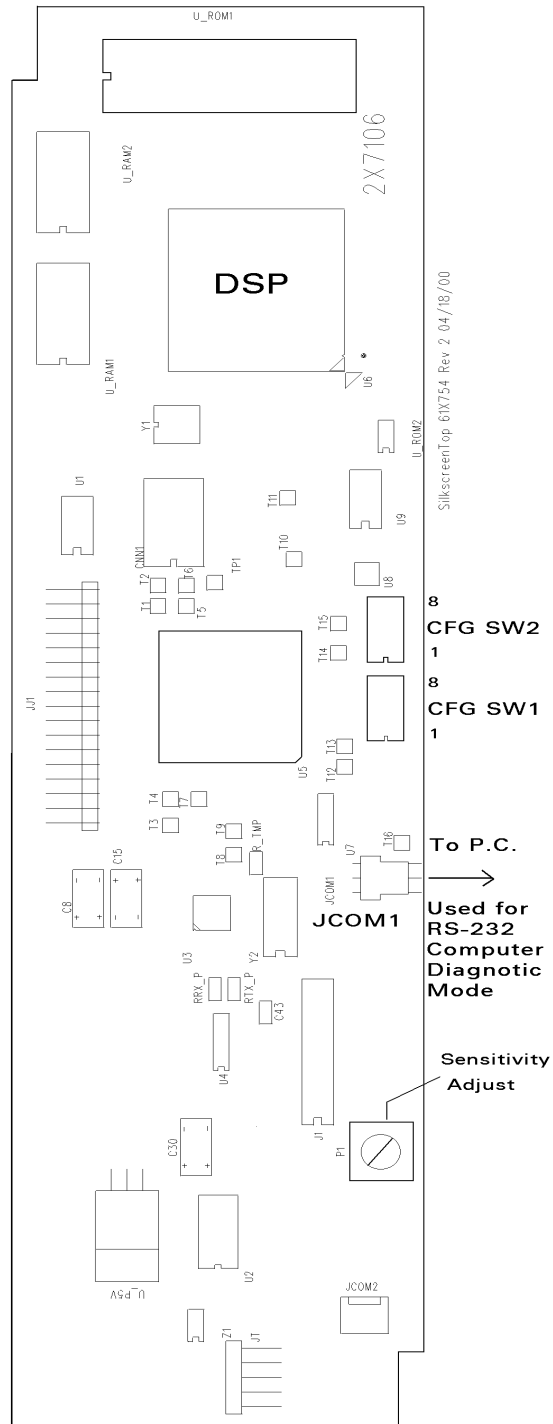 U_ROM1
U_RAM2
2X7106
DSP
U_RAM1
U6
SilkscreenTop 61X754 Rev 2 04/18/00
Y1
U_ROM2
U1
CNN1
T11
U9
T10
TP1
T2
T6
U8
T1
T5
8
CFG SW2
1
T15
T14
8
CFG SW1
1
JJ1
T13
T12
U5
T4
T7
T3
T9
T8
R_TMP
U7
T16
To P.C.
C8
C15
JCOM1
JCOM1
Used for
RS-232
Computer
Diagnotic
Mode
U3
Y2
RRX_P
RTX_P
C43
U4
Sensitivity
Adjust
J1
P1
C30
U_P5V
U2
JCOM2
Z1
JT